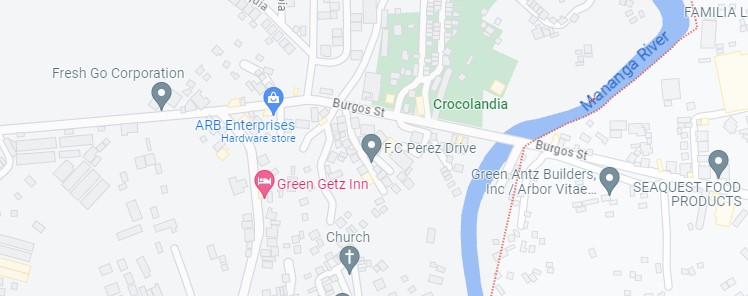 FAMILIA L
Mananga River
Fresh Go Corporation
Burgos St
Crocolandia
ARB Enterprises
Hardware store
F.C Perez Drive
Burgos St
Green Getz Inn
Green Antz Builders,
Inc / Arbor Vitae...
SEAQUEST FOOD
PRODUCTS
Church